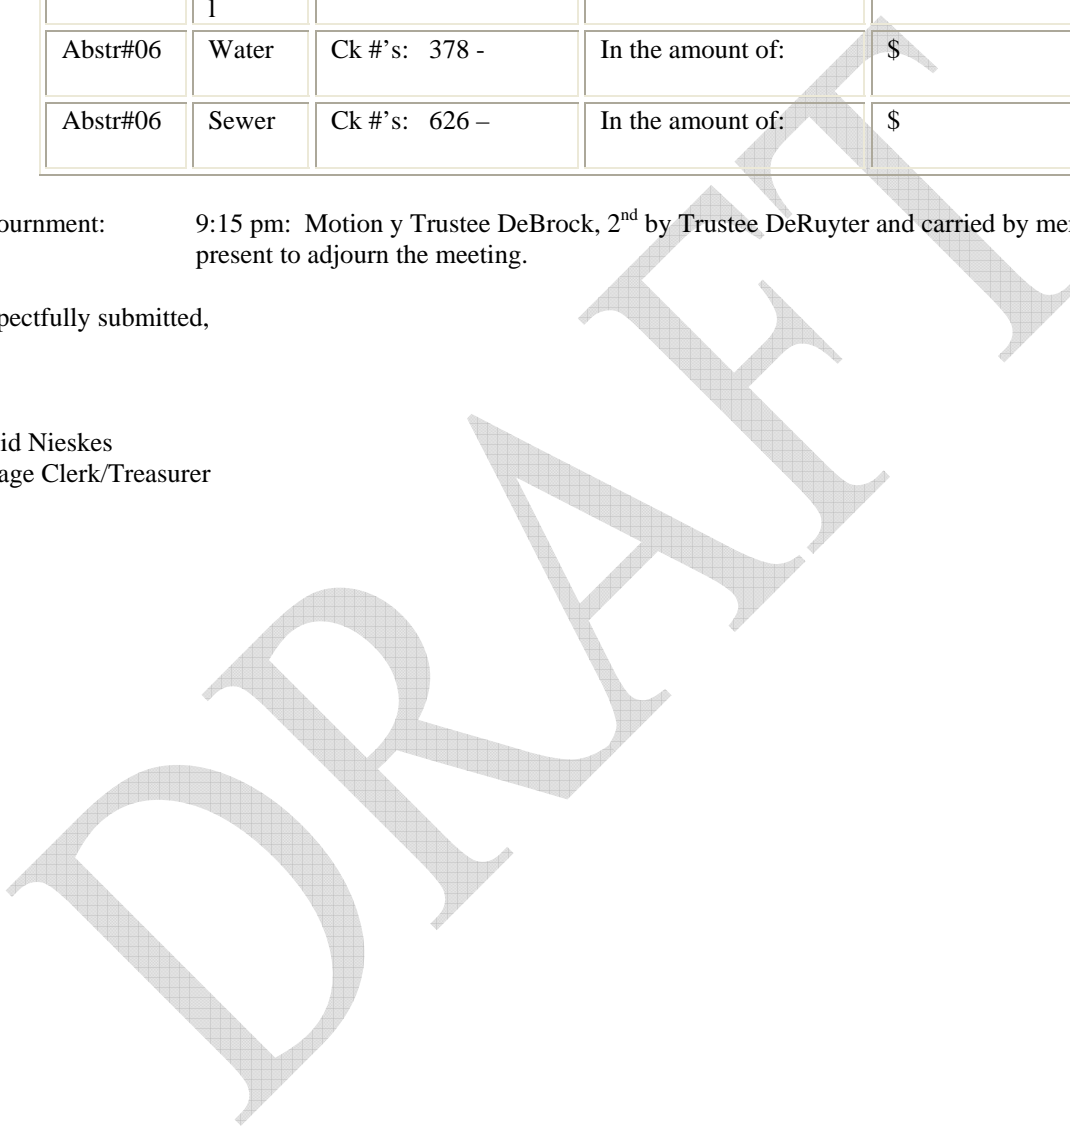 l
Abstr#06 Water Ck #'s: 378 - In the amount of: $
Abstr#06 Sewer Ck #'s: 626 – In the amount of: $
ournment: 9:15 pm: Motion y Trustee DeBrock, 2nd by Trustee DeRuyter and carried by me
present to adjourn the meeting.
pectfully submitted,
id Nieskes
age Clerk/Treasurer
DRAFT